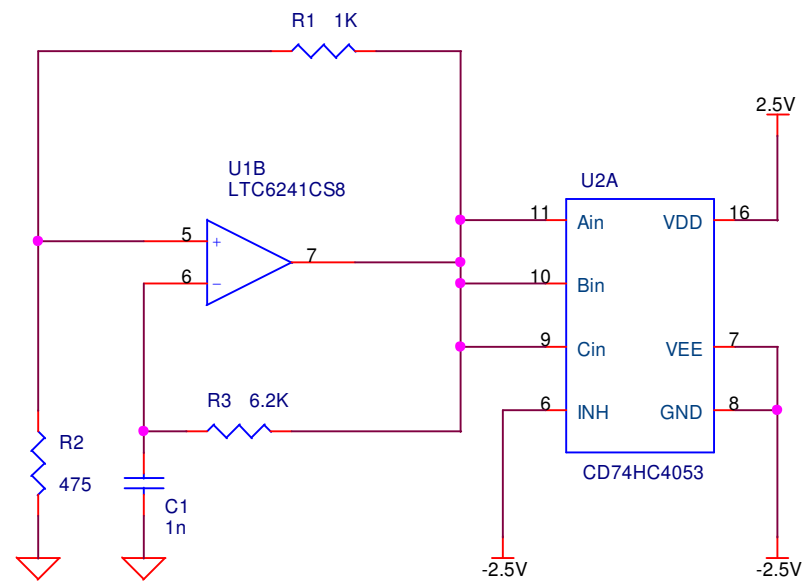 R1 1K
2.5V
U1B
LTC6241CS8
U2A
11 Ain VDD 16
5 +
7
6 −
10 Bin
9 Cin VEE 7
R3 6.2K
6 INH GND 8
R2
475
CD74HC4053
C1
1n
-2.5V
-2.5V